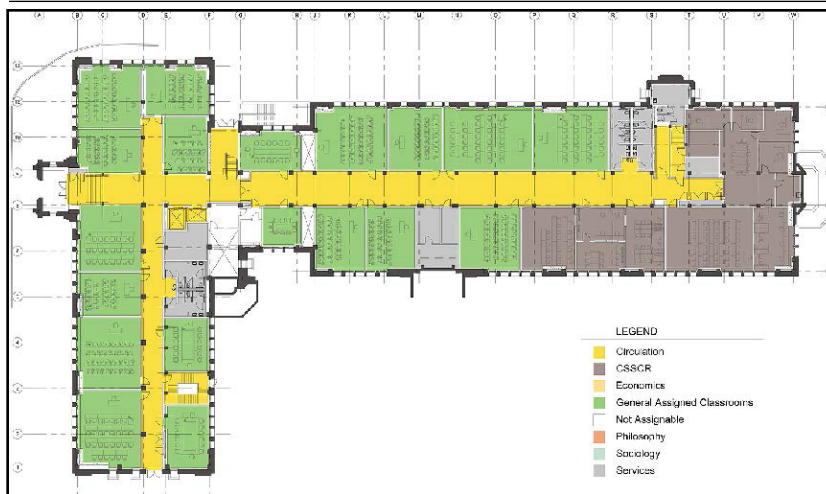 A B C D E F G H J K L M N O P Q R S T U V W
LEGEND
Circulation
CSSCR
Economics
General Assigned Classrooms
Not Assignable
Philosophy
Sociology
Services